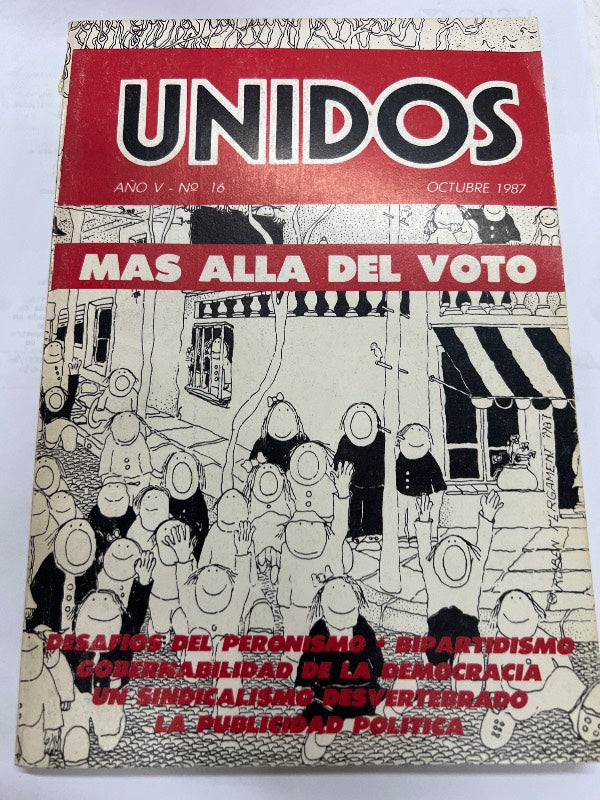 UNIDOS
AÑO V - Nº 16
OCTUBRE 1987
MAS ALLA DEL VOTO
DESAFIOS DEL PERONISMO • BIPARTIDISMO
GOBERNABILIDAD DE LA DEMOCRACIA
UN SINDICALISMO DESVERTEBRADO
LA PUBLICIDAD POLITICA